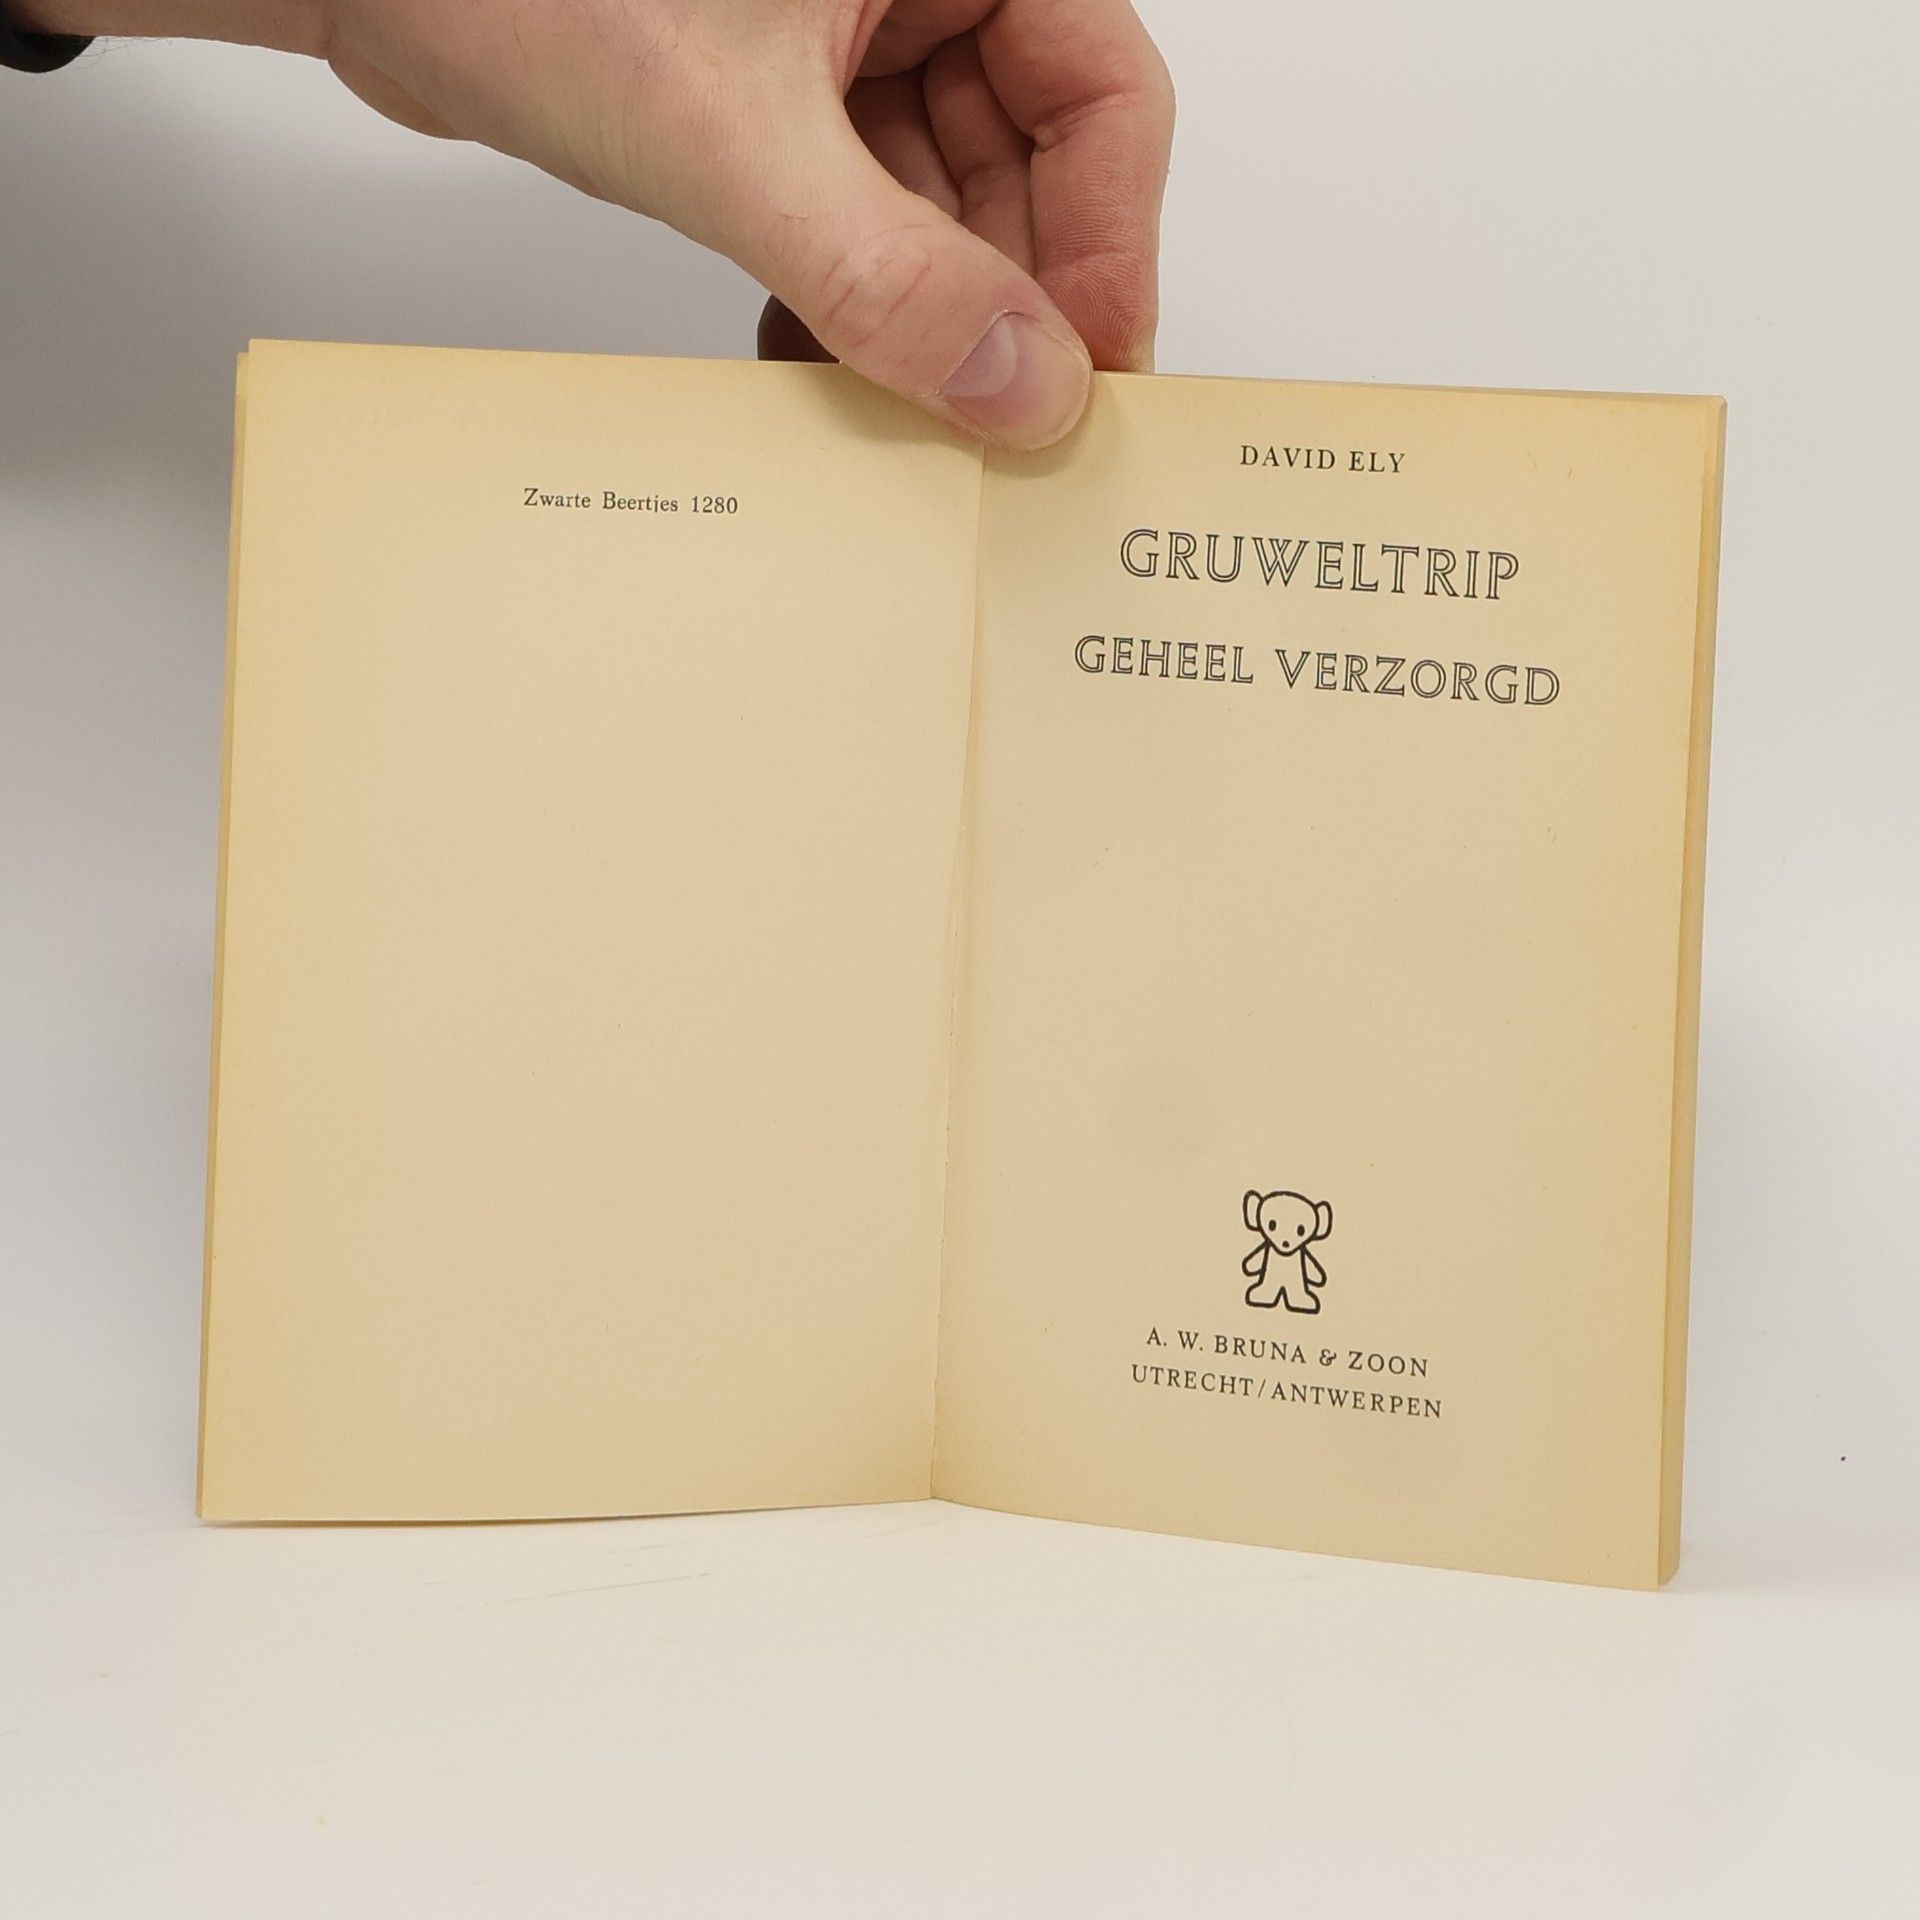 Zwarte Beertjes 1280
DAVID ELY
GRUWELTRIP
GEHEEL VERZORGD
A. W. BRUNA & ZOON
UTRECHT/ANTWERPEN